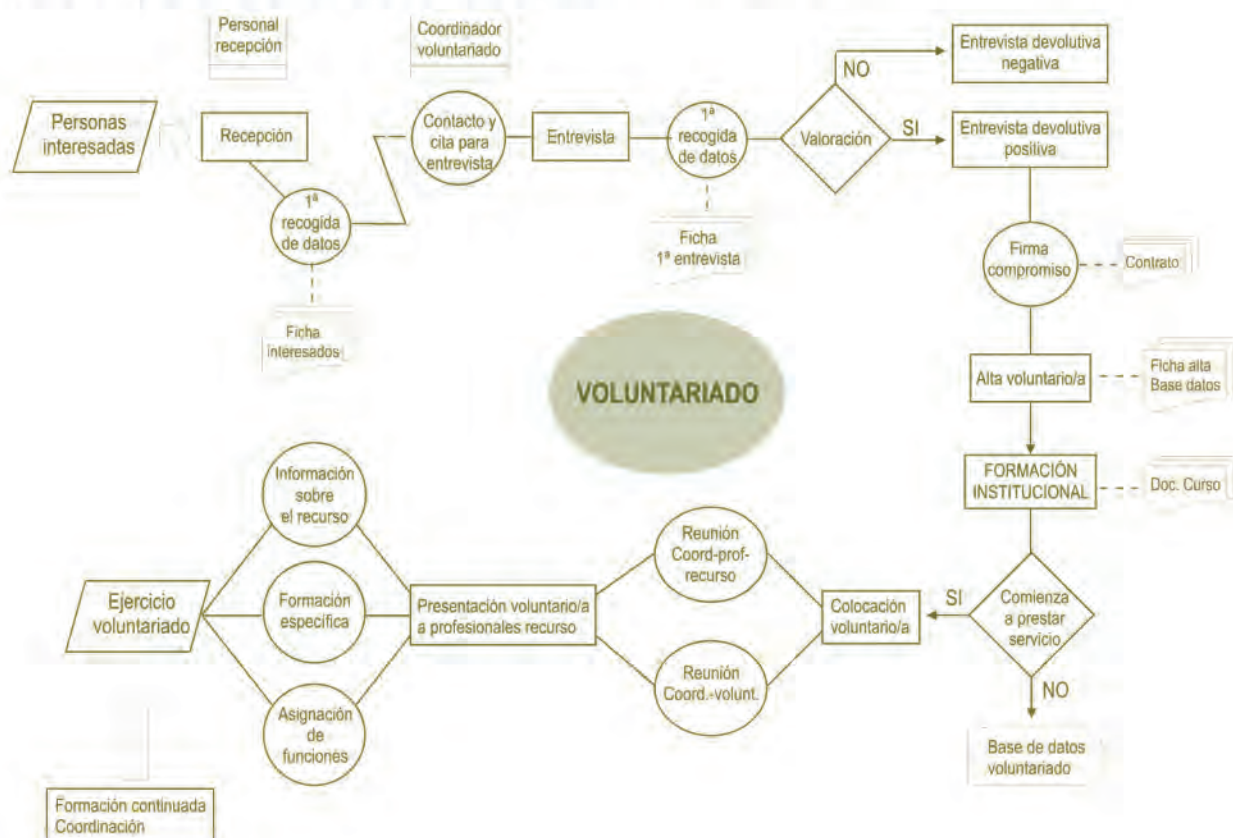 Personal
recepción
Coordinador
voluntariado
Personas
interesadas
Recepción
1ª
recogida
de datos
Ficha
interesados
Contacto y
cita para
entrevista
Entrevista
1ª
recogida
de datos
Ficha
1ª entrevista
Valoración
NO
Entrevista devolutiva
negativa
SI
Entrevista devolutiva
positiva
Firma
compromiso
Contrato
Alta voluntario/a
Ficha alta
Base datos
FORMACIÓN
INSTITUCIONAL
Doc. Curso
VOLUNTARIADO
Comienza
a prestar
servicio
NO
Base de datos
voluntariado
SI
Colocación
voluntario/a
Reunión
Coord-prof-
recurso
Reunión
Coord.-volunt.
Presentación voluntario/a
a profesionales recurso
Información
sobre
el recurso
Formación
específica
Asignación
de
funciones
Ejercicio
voluntariado
Formación continuada
Coordinación